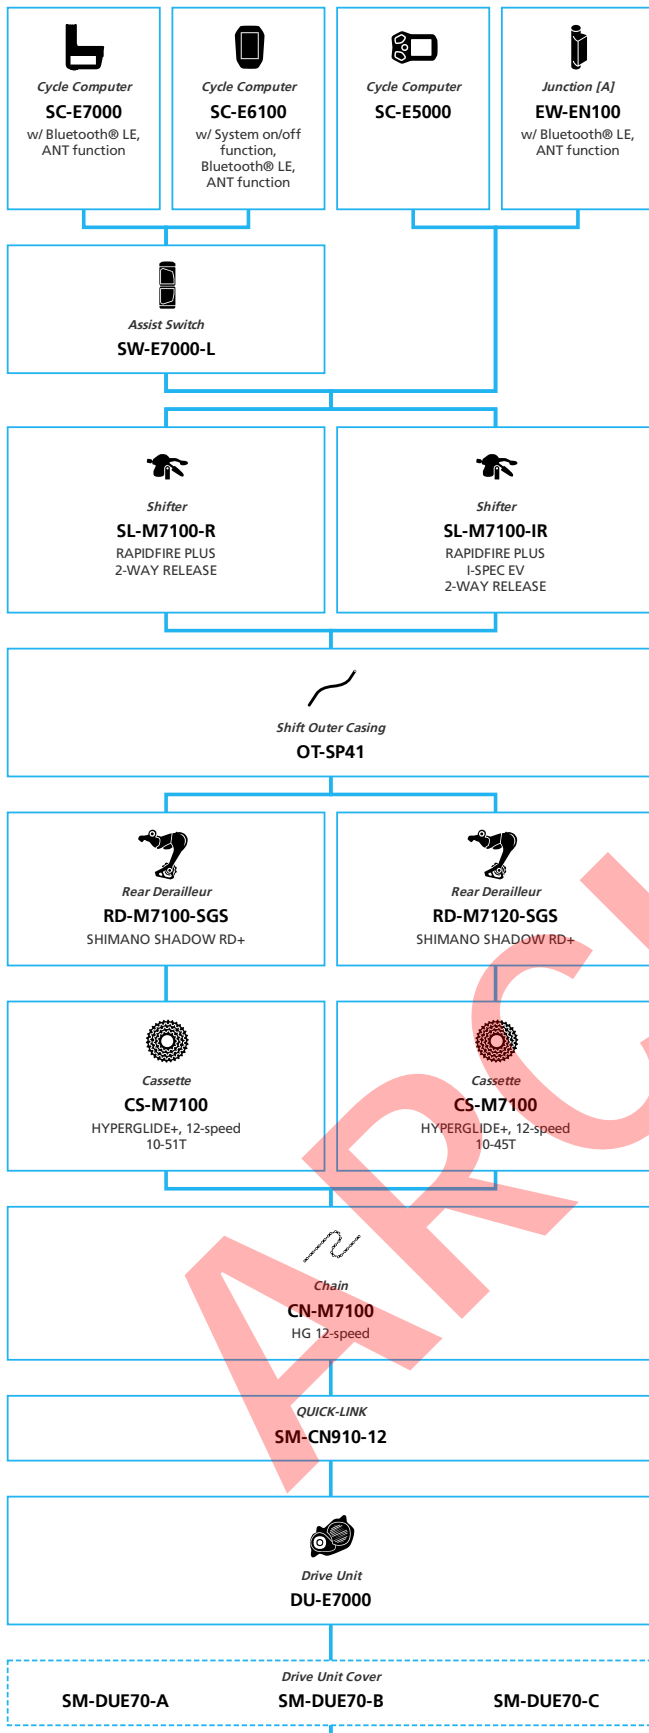 Cycle Computer
SC-E7000
w/ Bluetooth® LE,
ANT function
Cycle Computer
SC-E6100
w/ System on/off
function,
Bluetooth® LE,
ANT function
Cycle Computer
SC-E5000
Junction [A]
EW-EN100
w/ Bluetooth® LE,
ANT function
Assist Switch
SW-E7000-L
Shifter
SL-M7100-R
RAPIDFIRE PLUS
2-WAY RELEASE
Shifter
SL-M7100-IR
RAPIDFIRE PLUS
I-SPEC EV
2-WAY RELEASE
Shift Outer Casing
OT-SP41
Rear Derailleur
RD-M7100-SGS
SHIMANO SHADOW RD+
Rear Derailleur
RD-M7120-SGS
SHIMANO SHADOW RD+
Cassette
CS-M7100
HYPERGLIDE+, 12-speed
10-51T
Cassette
CS-M7100
HYPERGLIDE+, 12-speed
10-45T
Chain
CN-M7100
HG 12-speed
QUICK-LINK
SM-CN910-12
Drive Unit
DU-E7000
Drive Unit Cover
SM-DUE70-A SM-DUE70-B SM-DUE70-C